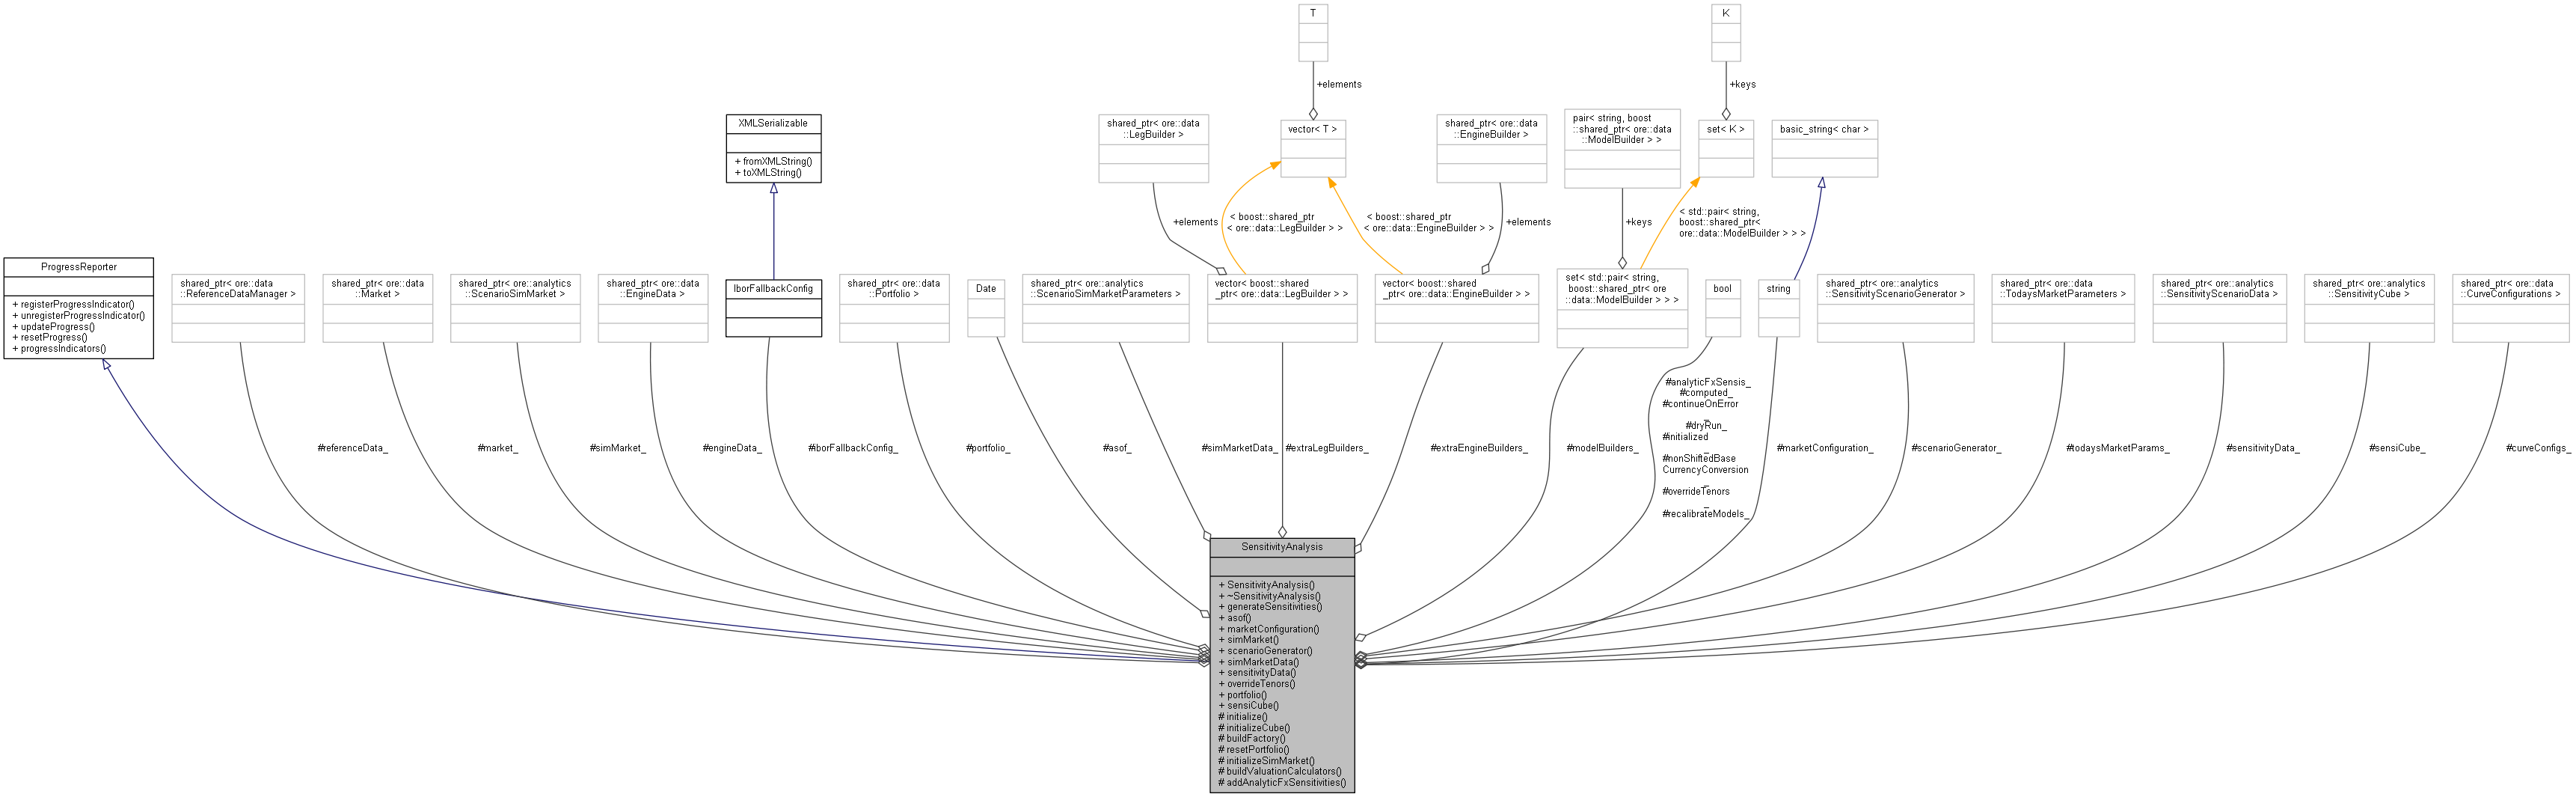 T
K
+elements
+keys
XMLSerializable
+ fromXMLString()
+ toXMLString()
shared_ptr< ore::data
::LegBuilder >
vector< T >
shared_ptr< ore::data
::EngineBuilder >
pair< string, boost
::shared_ptr< ore::data
::ModelBuilder > >
set< K >
basic_string< char >
+elements
< boost::shared_ptr
< ore::data::LegBuilder > >
< boost::shared_ptr
< ore::data::EngineBuilder > >
+elements
+keys
< std::pair< string,
boost::shared_ptr<
ore::data::ModelBuilder > > >
ProgressReporter
+ registerProgressIndicator()
+ unregisterProgressIndicator()
+ updateProgress()
+ resetProgress()
+ progressIndicators()
shared_ptr< ore::data
::ReferenceDataManager >
shared_ptr< ore::data
::Market >
shared_ptr< ore::analytics
::ScenarioSimMarket >
shared_ptr< ore::data
::EngineData >
IborFallbackConfig
shared_ptr< ore::data
::Portfolio >
Date
shared_ptr< ore::analytics
::ScenarioSimMarketParameters >
vector< boost::shared
_ptr< ore::data::LegBuilder > >
vector< boost::shared
_ptr< ore::data::EngineBuilder > >
set< std::pair< string,
boost::shared_ptr< ore
::data::ModelBuilder > > >
bool
string
shared_ptr< ore::analytics
::SensitivityScenarioGenerator >
shared_ptr< ore::data
::TodaysMarketParameters >
shared_ptr< ore::analytics
::SensitivityScenarioData >
shared_ptr< ore::analytics
::SensitivityCube >
shared_ptr< ore::data
::CurveConfigurations >
#referenceData_
#market_
#simMarket_
#engineData_
#iborFallbackConfig_
#portfolio_
#asof_
#simMarketData_
#extraLegBuilders_
#extraEngineBuilders_
#modelBuilders_
#analyticFxSensis_
#computed_
#continueOnError
_
#dryRun_
#initialized
_
#nonShiftedBase
CurrencyConversion
_
#overrideTenors
_
#recalibrateModels_
#marketConfiguration_
#scenarioGenerator_
#todaysMarketParams_
#sensitivityData_
#sensiCube_
#curveConfigs_
SensitivityAnalysis
+ SensitivityAnalysis()
+ ~SensitivityAnalysis()
+ generateSensitivities()
+ asof()
+ marketConfiguration()
+ simMarket()
+ scenarioGenerator()
+ simMarketData()
+ sensitivityData()
+ overrideTenors()
+ portfolio()
+ sensiCube()
# initialize()
# initializeCube()
# buildFactory()
# resetPortfolio()
# initializeSimMarket()
# buildValuationCalculators()
# addAnalyticFxSensitivities()